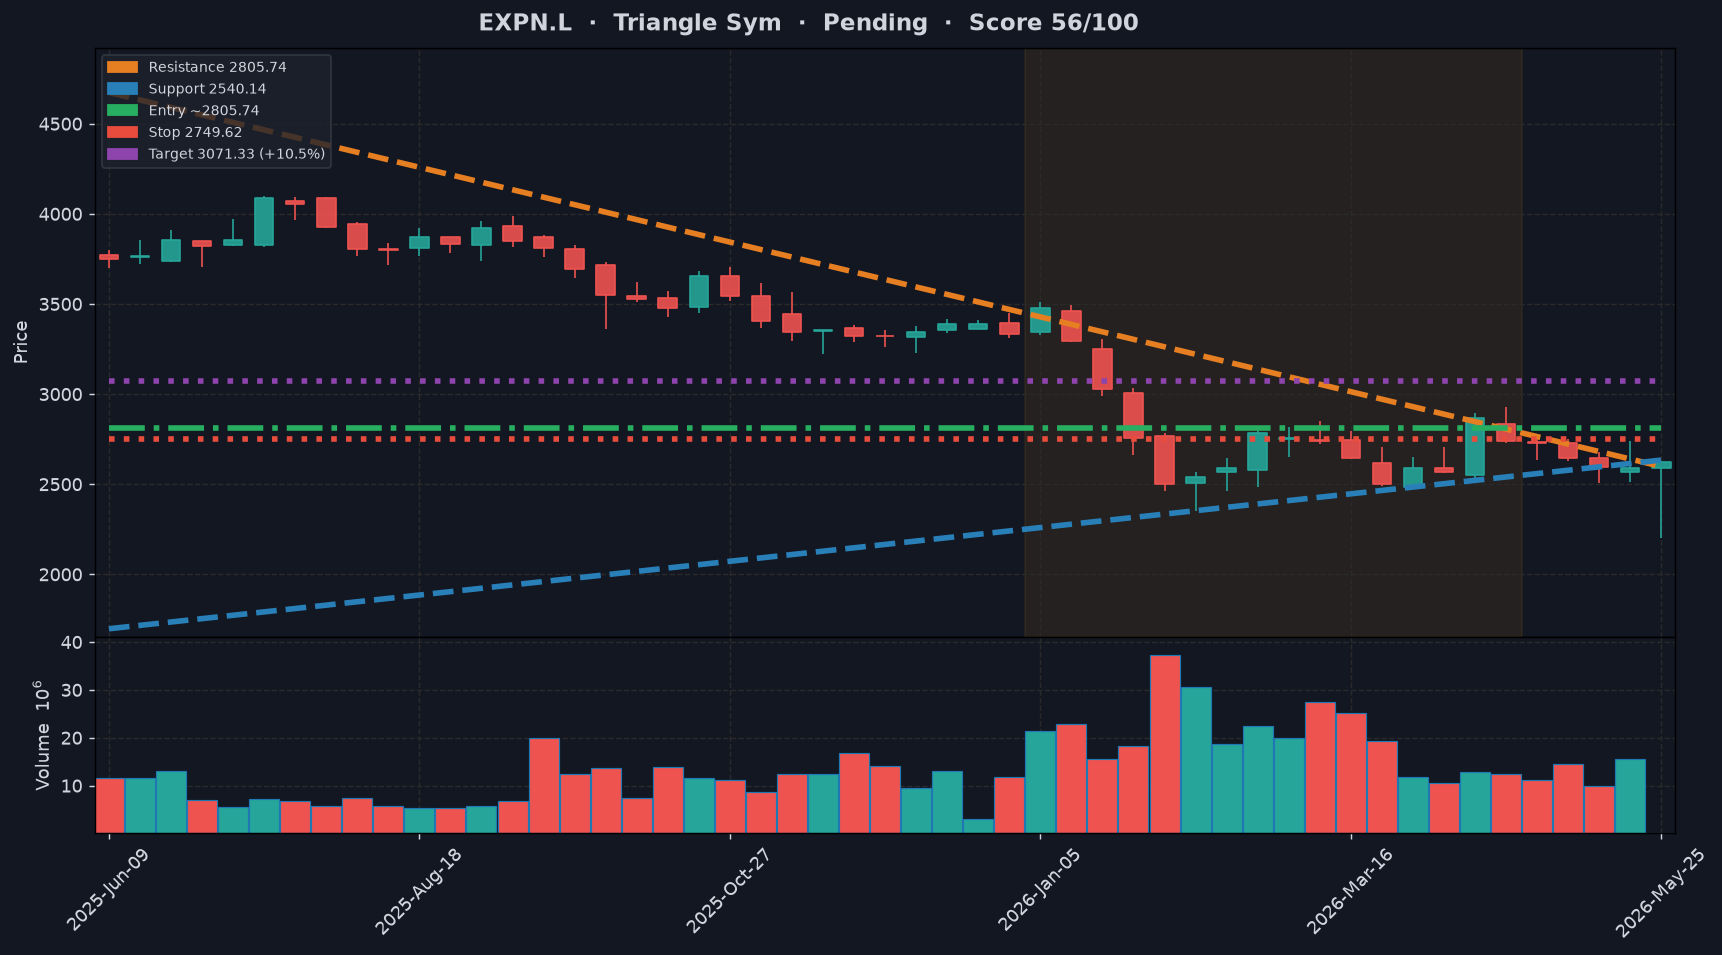 EXPN.L · Triangle Sym · Pending · Score 56/100
Resistance 2805.74
Support 2540.14
Entry ~2805.74
Stop 2749.62
Target 3071.33 (+10.5%)
4500
4000
3500
3000
2500
2000
Price
40
30
20
10
Volume 10⁶
2025-Jun-09
2025-Aug-18
2025-Oct-27
2026-Jan-05
2026-Mar-16
2026-May-25